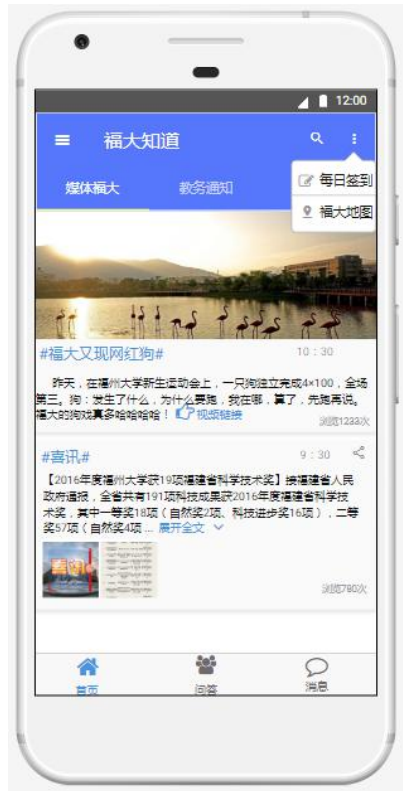 12:00
福大知道
媒体福大
教务通知
每日签到
福大地图
#福大又现网红狗#
10：30
昨天，在福州大学新生运动会上，一只狗独立完成4×100，全场
第三。狗：发生了什么，为什么要跑，我在哪，算了，先跑再说。
福大的狗戏真多哈哈哈哈！ 视频链接
浏览1233次
#喜讯#
9：30
【2016年度福州大学获19项福建省科学技术奖】接福建省人民
政府通报，全省共有191项科技成果获2016年度福建省科学技
术奖，其中一等奖18项（自然奖2项、科技进步奖16项），二等
奖57项（自然奖4项 ... 展开全文
喜讯
浏览780次
首页
问答
消息